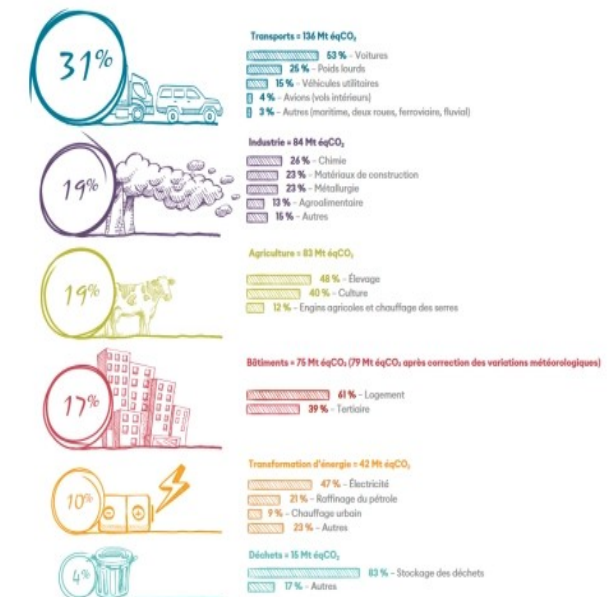 31%
Transports = 136 Mt éqCO₂
53 % – Voitures
25 % – Poids lourds
15 % – Véhicules utilitaires
4 % – Avions (vols intérieurs)
3 % – Autres (maritime, deux roues, ferroviaire, fluvial)
19%
Industrie = 84 Mt éqCO₂
26 % – Chimie
23 % – Matériaux de construction
23 % – Métallurgie
13 % – Agroalimentaire
15 % – Autres
19%
Agriculture = 83 Mt éqCO₂
48 % – Élevage
40 % – Culture
12 % – Engins agricoles et chauffage des serres
17%
Bâtiments = 75 Mt éqCO₂ (79 Mt éqCO₂ après correction des variations météorologiques)
61 % – Logement
39 % – Tertiaire
10%
Transformation d'énergie = 42 Mt éqCO₂
47 % – Électricité
21 % – Raffinage du pétrole
9 % – Chauffage urbain
23 % – Autres
4%
Déchets = 15 Mt éqCO₂
83 % – Stockage des déchets
17 % – Autres